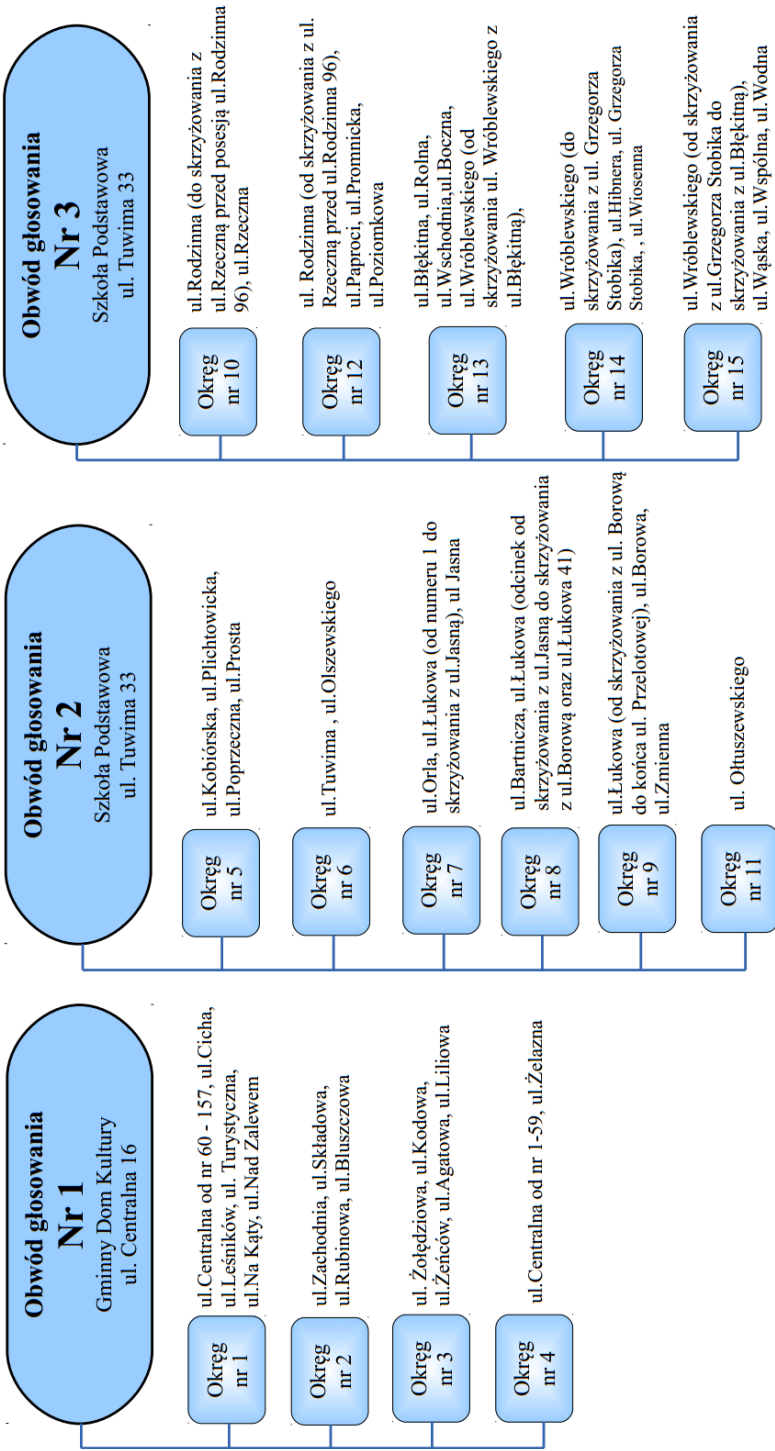 Obwód głosowania
Nr 1
Gminny Dom Kultury
ul. Centralna 16
Okręg
nr 1
ul.Centralna od nr 60 - 157, ul.Cicha,
ul.Leśników, ul. Turystyczna,
ul.Na Kąty, ul.Nad Zalewem
Okręg
nr 2
ul.Zachodnia, ul.Składowa,
ul.Rubinowa, ul.Bluszczowa
Okręg
nr 3
ul. Żołędziowa, ul.Kodowa,
ul.Żeńców, ul.Agatowa, ul.Liliowa
Okręg
nr 4
ul.Centralna od nr 1-59, ul.Żelazna
Obwód głosowania
Nr 2
Szkoła Podstawowa
ul. Tuwima 33
Okręg
nr 5
ul.Kobiórska, ul.Plichtowicka,
ul.Poprzeczna, ul.Prosta
Okręg
nr 6
ul.Tuwima , ul.Olszewskiego
Okręg
nr 7
ul.Orla, ul.Łukowa (od numeru 1 do
skrzyżowania z ul.Jasną), ul Jasna
Okręg
nr 8
ul.Bartnicza, ul.Łukowa (odcinek od
skrzyżowania z ul.Jasną do skrzyżowania
z ul.Borową oraz ul.Łukowa 41)
Okręg
nr 9
ul.Łukowa (od skrzyżowania z ul. Borową
do końca ul. Przelotowej), ul.Borowa,
ul.Zmienna
Okręg
nr 11
ul. Ołtuszewskiego
Obwód głosowania
Nr 3
Szkoła Podstawowa
ul. Tuwima 33
Okręg
nr 10
ul.Rodzinna (do skrzyżowania z
ul.Rzeczną przed posesją ul.Rodzinna
96), ul.Rzeczna
Okręg
nr 12
ul. Rodzinna (od skrzyżowania z ul.
Rzeczną przed ul.Rodzinna 96),
ul.Paproci, ul.Promnicka,
ul.Poziomkowa
Okręg
nr 13
ul.Błękitna, ul.Rolna,
ul.Wschodnia,ul.Boczna,
ul.Wróblewskiego (od
skrzyżowania ul. Wróblewskiego z
ul.Błękitną),
Okręg
nr 14
ul.Wróblewskiego (do
skrzyżowania z ul. Grzegorza
Stobika), ul.Hibnera, ul. Grzegorza
Stobika, , ul.Wiosenna
Okręg
nr 15
ul.Wróblewskiego (od skrzyżowania
z ul.Grzegorza Stobika do
skrzyżowania z ul.Błękitną),
ul.Wąska, ul.Wspólna, ul.Wodna